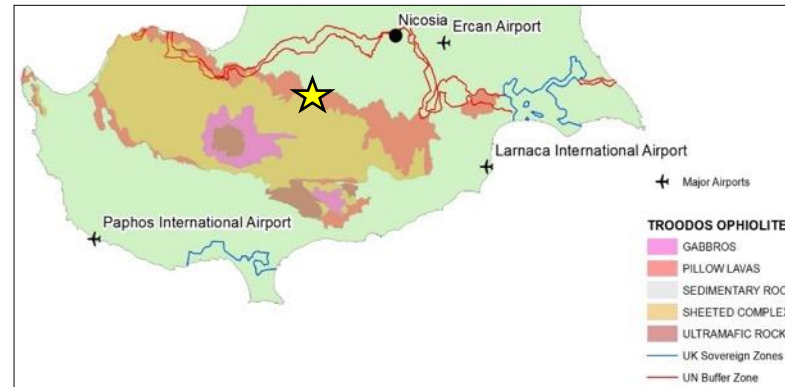 Nicosia
Ercan Airport
Larnaca International Airport
Major Airports
Paphos International Airport
TROODOS OPHIOLITE
GABBROS
PILLOW LAVAS
SEDIMENTARY ROC
SHEETED COMPLEX
ULTRAMAFIC ROCK
UK Sovereign Zones
UN Buffer Zone